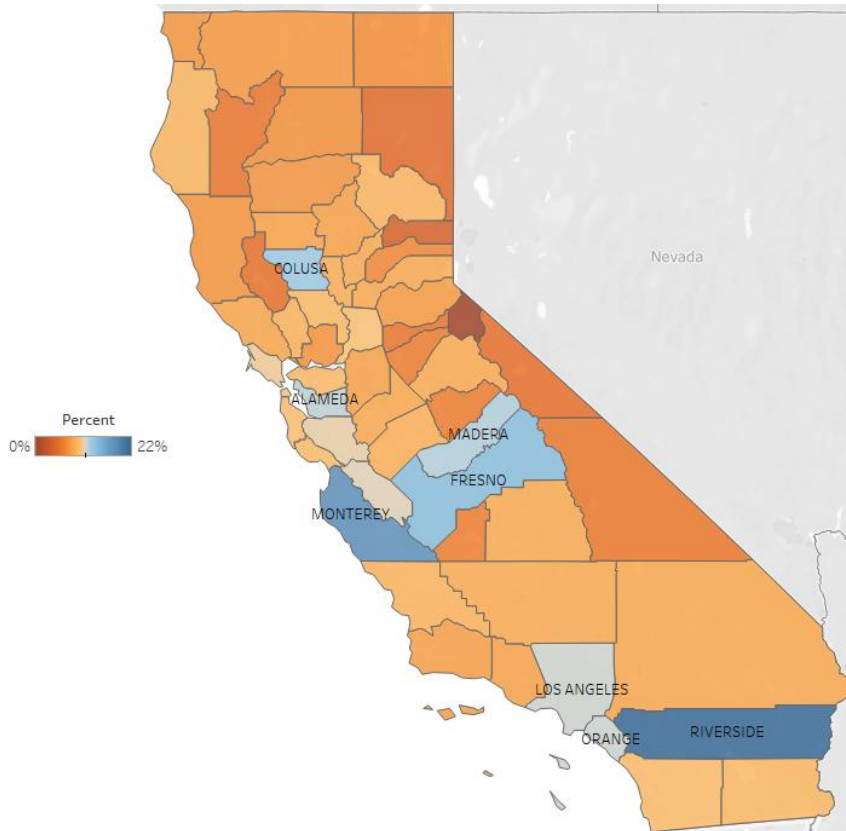 Nevada
COLUSA
ALAMEDA
Percent
0% 22%
MADERA
FRESNO
MONTEREY
LOS ANGELES
ORANGE RIVERSIDE